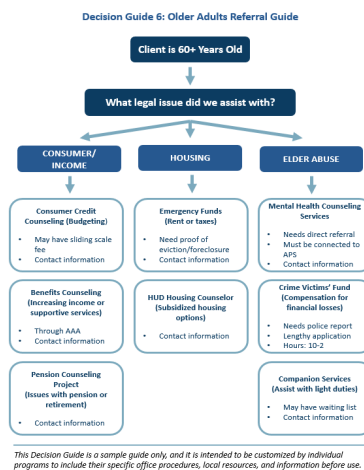 Decision Guide 6: Older Adults Referral Guide
Client is 60+ Years Old
What legal issue did we assist with?
CONSUMER/
INCOME
HOUSING
ELDER ABUSE
Consumer Credit
Counseling (Budgeting)
• May have sliding scale
fee
• Contact information
Benefits Counseling
(Increasing income or
supportive services)
• Through AAA
• Contact information
Pension Counseling
Project
(Issues with pension or
retirement)
• Contact information
Emergency Funds
(Rent or taxes)
• Need proof of
eviction/foreclosure
• Contact information
HUD Housing Counselor
(Subsidized housing
options)
• Contact information
Mental Health Counseling
Services
• Needs direct referral
• Must be connected to
APS
• Contact information
Crime Victims' Fund
(Compensation for
financial losses)
• Needs police report
• Lengthy application
• Hours: 10-2
Companion Services
(Assist with light duties)
• May have waiting list
• Contact information
This Decision Guide is a sample guide only, and it is intended to be customized by individual
programs to include their specific office procedures, local resources, and information before use.